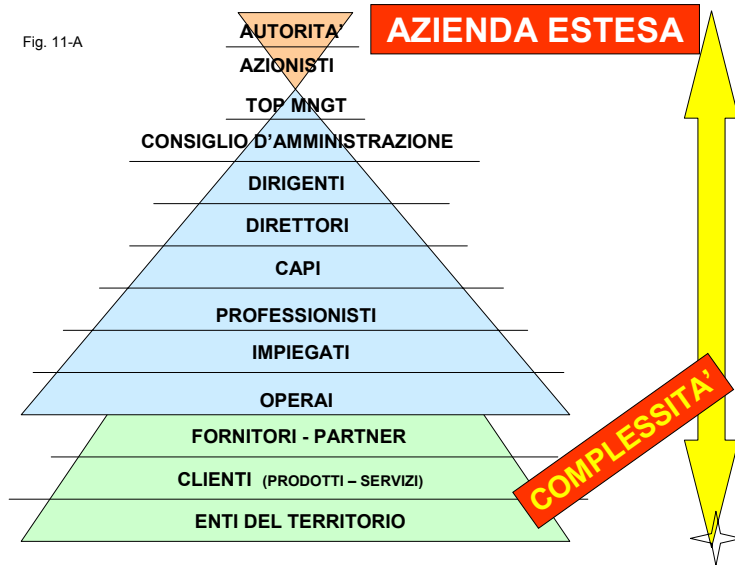 Fig. 11-A
AUTORITA'
AZIENDA ESTESA
AZIONISTI
TOP MNGT
CONSIGLIO D'AMMINISTRAZIONE
DIRIGENTI
DIRETTORI
CAPI
PROFESSIONISTI
IMPIEGATI
OPERAI
COMPLESSITA'
FORNITORI - PARTNER
CLIENTI (PRODOTTI – SERVIZI)
ENTI DEL TERRITORIO